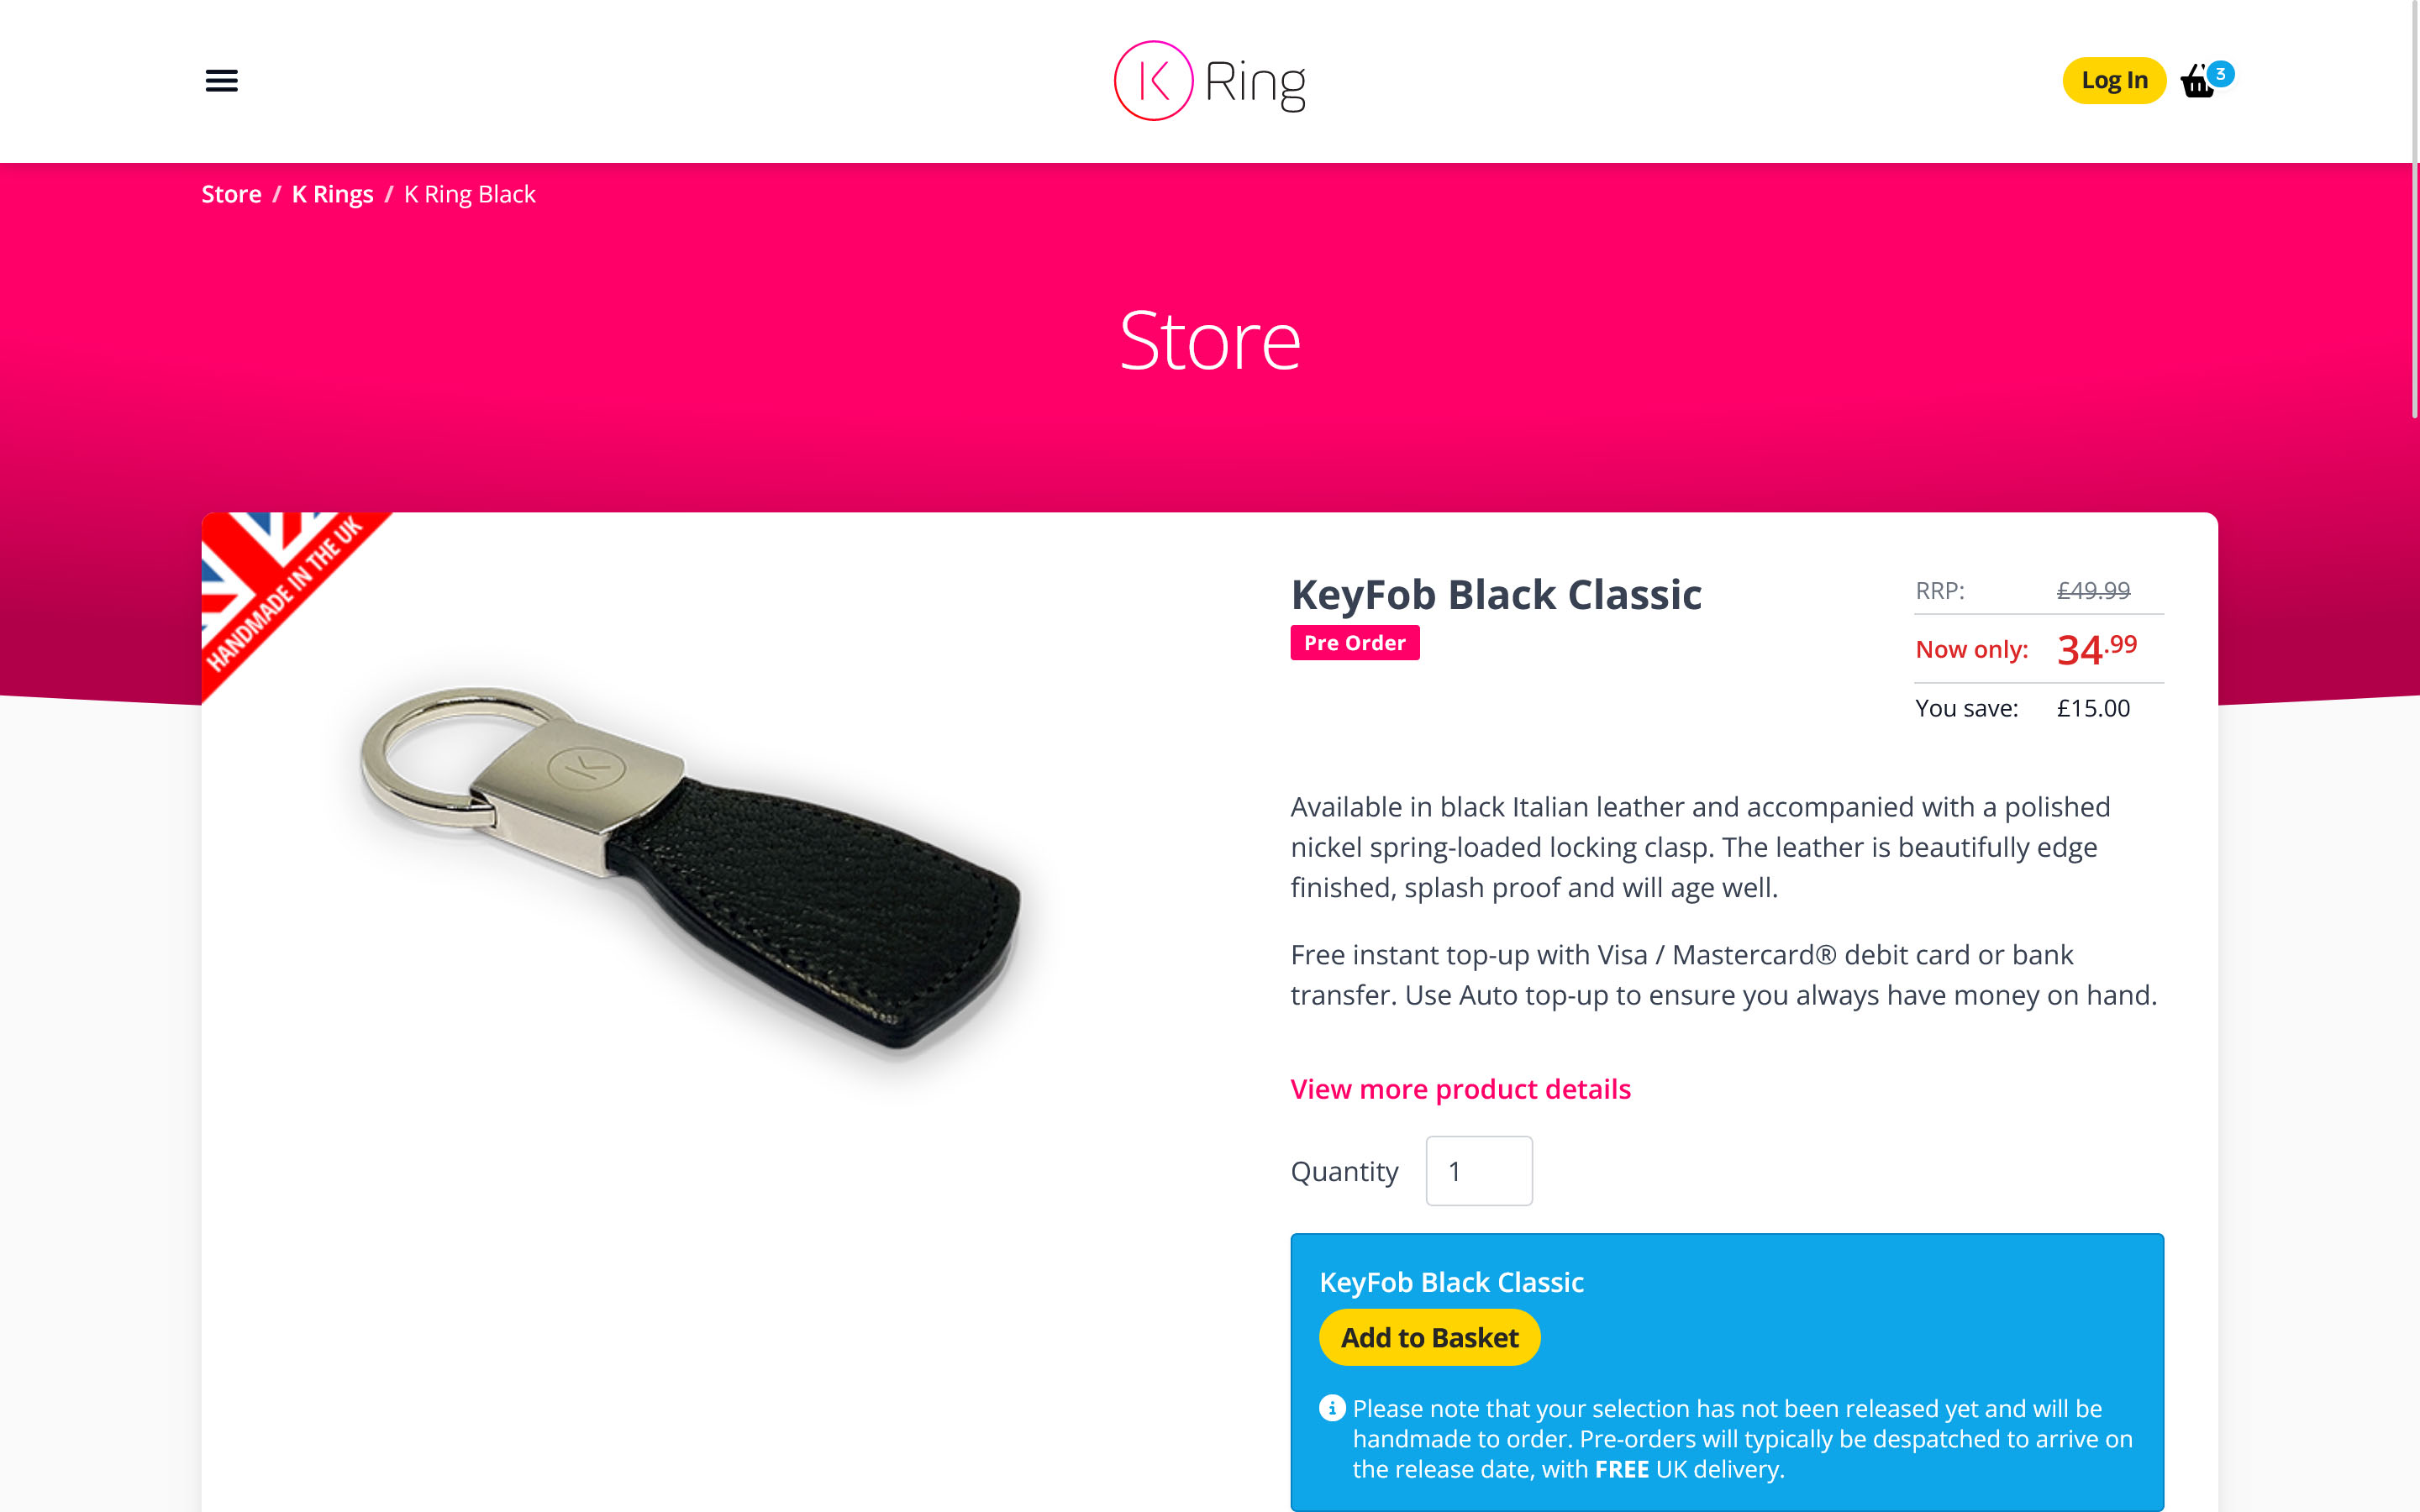 K Ring
Log In
3
Store / K Rings / K Ring Black
Store
HANDMADE IN THE UK
K
KeyFob Black Classic
Pre Order
RRP: £49.99
Now only: 34.99
You save: £15.00
Available in black Italian leather and accompanied with a polished
nickel spring-loaded locking clasp. The leather is beautifully edge
finished, splash proof and will age well.
Free instant top-up with Visa / Mastercard® debit card or bank
transfer. Use Auto top-up to ensure you always have money on hand.
View more product details
Quantity 1
KeyFob Black Classic
Add to Basket
Please note that your selection has not been released yet and will be
handmade to order. Pre-orders will typically be despatched to arrive on
the release date, with FREE UK delivery.